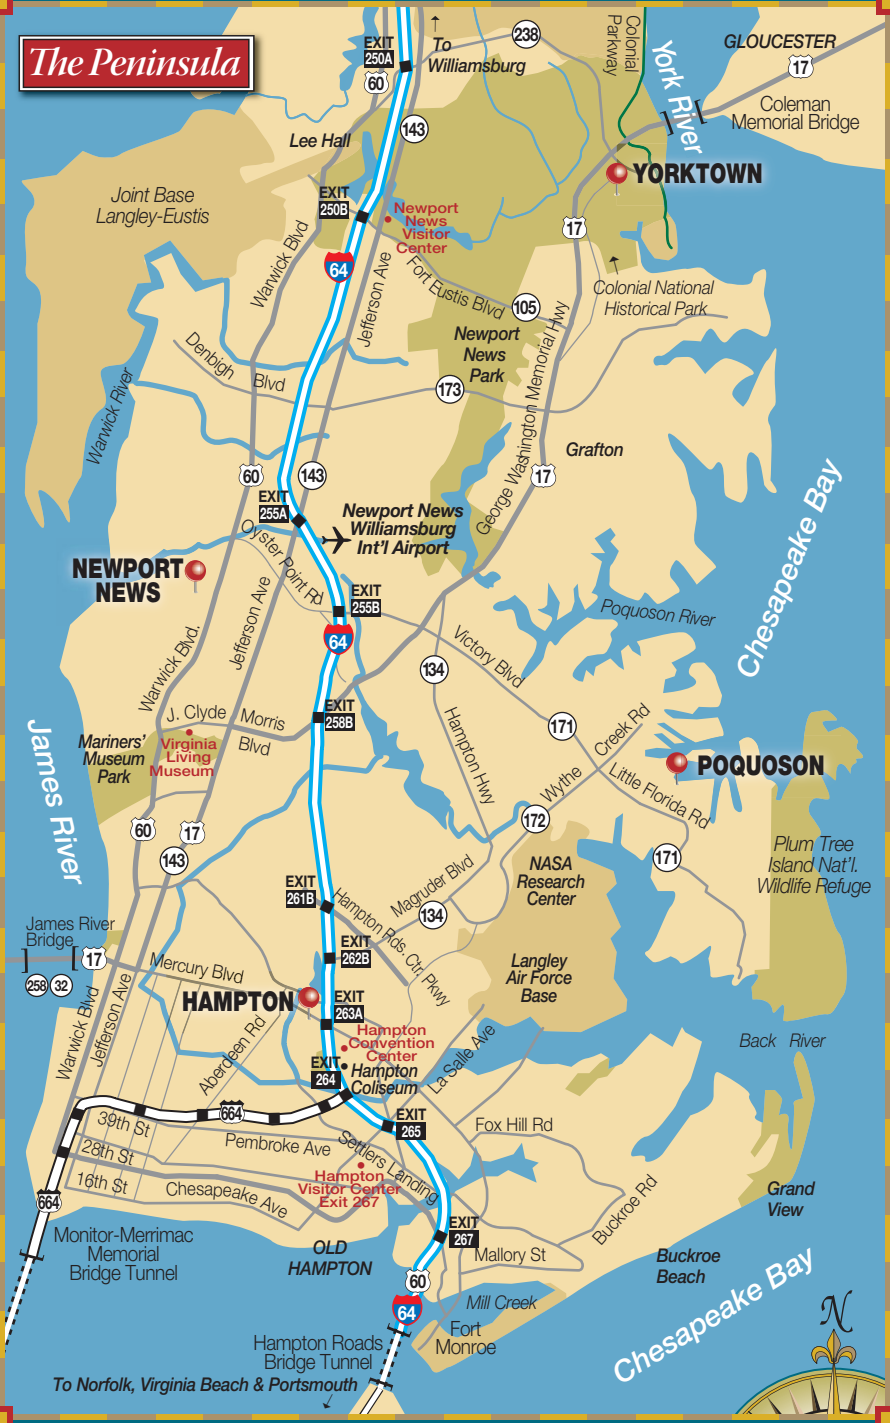 The Peninsula
EXIT
250A
60
To
Williamsburg
238
Colonial
Parkway
York River
GLOUCESTER
17
Coleman
Memorial Bridge
143
Lee Hall
YORKTOWN
Joint Base
Langley-Eustis
EXIT
250B
Newport
News
Visitor
Center
17
Warwick Blvd
64
Jefferson Ave
Fort Eustis Blvd
105
Colonial National
Historical Park
Newport
News
Park
Denbigh
Blvd
173
George Washington Memorial Hwy
Warwick River
Grafton
60
143
17
EXIT
255A
Newport News
Williamsburg
Int'l Airport
Chesapeake Bay
Oyster Point Rd
NEWPORT
NEWS
EXIT
255B
Poquoson River
64
Jefferson Ave
Warwick Blvd.
Victory Blvd
134
EXIT
258B
J. Clyde
Morris
Blvd
171
Creek Rd
Mariners'
Museum
Park
Virginia
Living
Museum
Hampton Hwy
James River
POQUOSON
Wythe
Little Florida Rd
60
17
143
172
171
Plum Tree
Island Nat'l.
Wildlife Refuge
NASA
Research
Center
Magruder Blvd
EXIT
261B
Hampton Rds. Ctr. Pkwy
134
James River
Bridge
17
258
32
Mercury Blvd
EXIT
262B
Langley
Air Force
Base
HAMPTON
EXIT
263A
Warwick Blvd
Jefferson Ave
Aberdeen Rd
Hampton
Convention
Center
Back River
EXIT
264
Hampton
Coliseum
La Salle Ave
664
39th St
EXIT
265
Fox Hill Rd
28th St
Pembroke Ave
Settlers Landing
16th St
Chesapeake Ave
Hampton
Visitor Center
Exit 267
664
Buckroe Rd
Grand
View
EXIT
267
Monitor-Merrimac
Memorial
Bridge Tunnel
OLD
HAMPTON
Mallory St
Buckroe
Beach
60
Chesapeake Bay
64
Mill Creek
Fort
Monroe
Hampton Roads
Bridge Tunnel
To Norfolk, Virginia Beach & Portsmouth
N